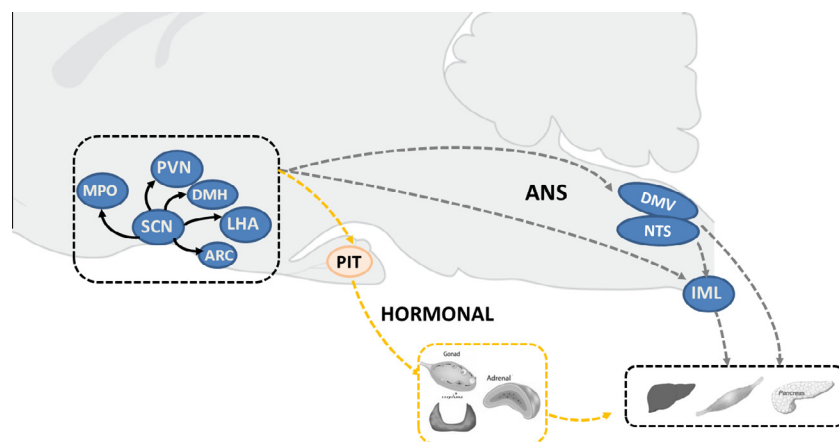 PVN
MPO
DMH
SCN
LHA
ARC
ANS
DMV
NTS
PIT
IML
HORMONAL
Gonad
Adrenal
Pancreas